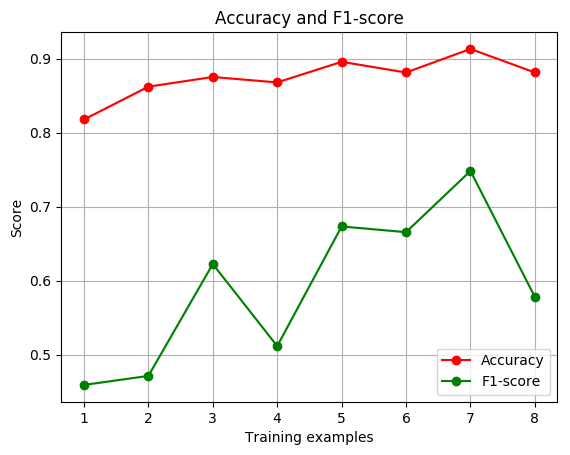 Accuracy and F1-score
0.9
0.8
0.7
0.6
0.5
Score
Accuracy
F1-score
1 2 3 4 5 6 7 8
Training examples